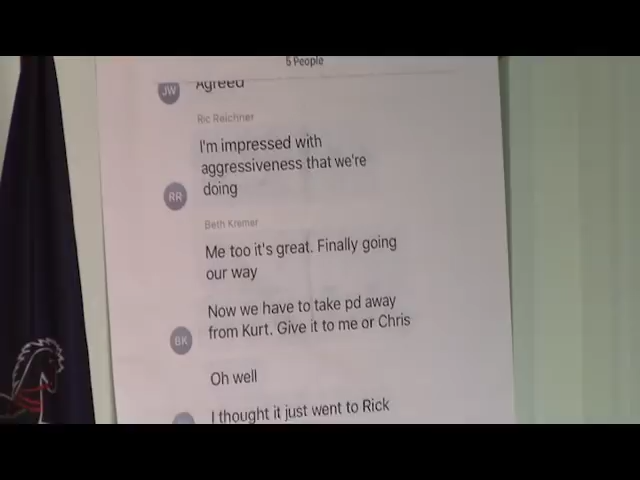 5 People
Agreed
JW
Ric Reichner
I'm impressed with
aggressiveness that we're
doing
RR
Beth Kremer
Me too it's great. Finally going
our way
Now we have to take pd away
from Kurt. Give it to me or Chris
BK
Oh well
I thought it just went to Rick